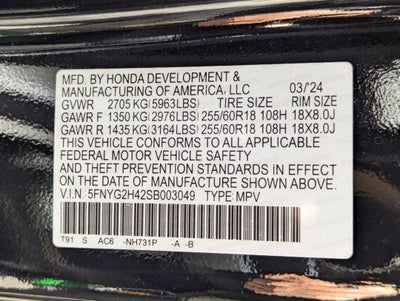 MFD. BY HONDA DEVELOPMENT &
MANUFACTURING OF AMERICA, LLC 03/'24
GVWR 2705 KG(5963LBS) TIRE SIZE RIM SIZE
GAWR F 1350 KG(2976LBS) 255/60R18 108H 18X8.0J
GAWR R 1435 KG(3164LBS) 255/60R18 108H 18X8.0J
THIS VEHICLE CONFORMS TO ALL APPLICABLE
FEDERAL MOTOR VEHICLE SAFETY
AND THEFT PREVENTION STANDARDS IN EFFECT
ON THE DATE OF MANUFACTURE SHOWN ABOVE.
V.I.N. 5FNYG2H42SB003049 TYPE: MPV
T91 S AC6 -NH731P -A -B